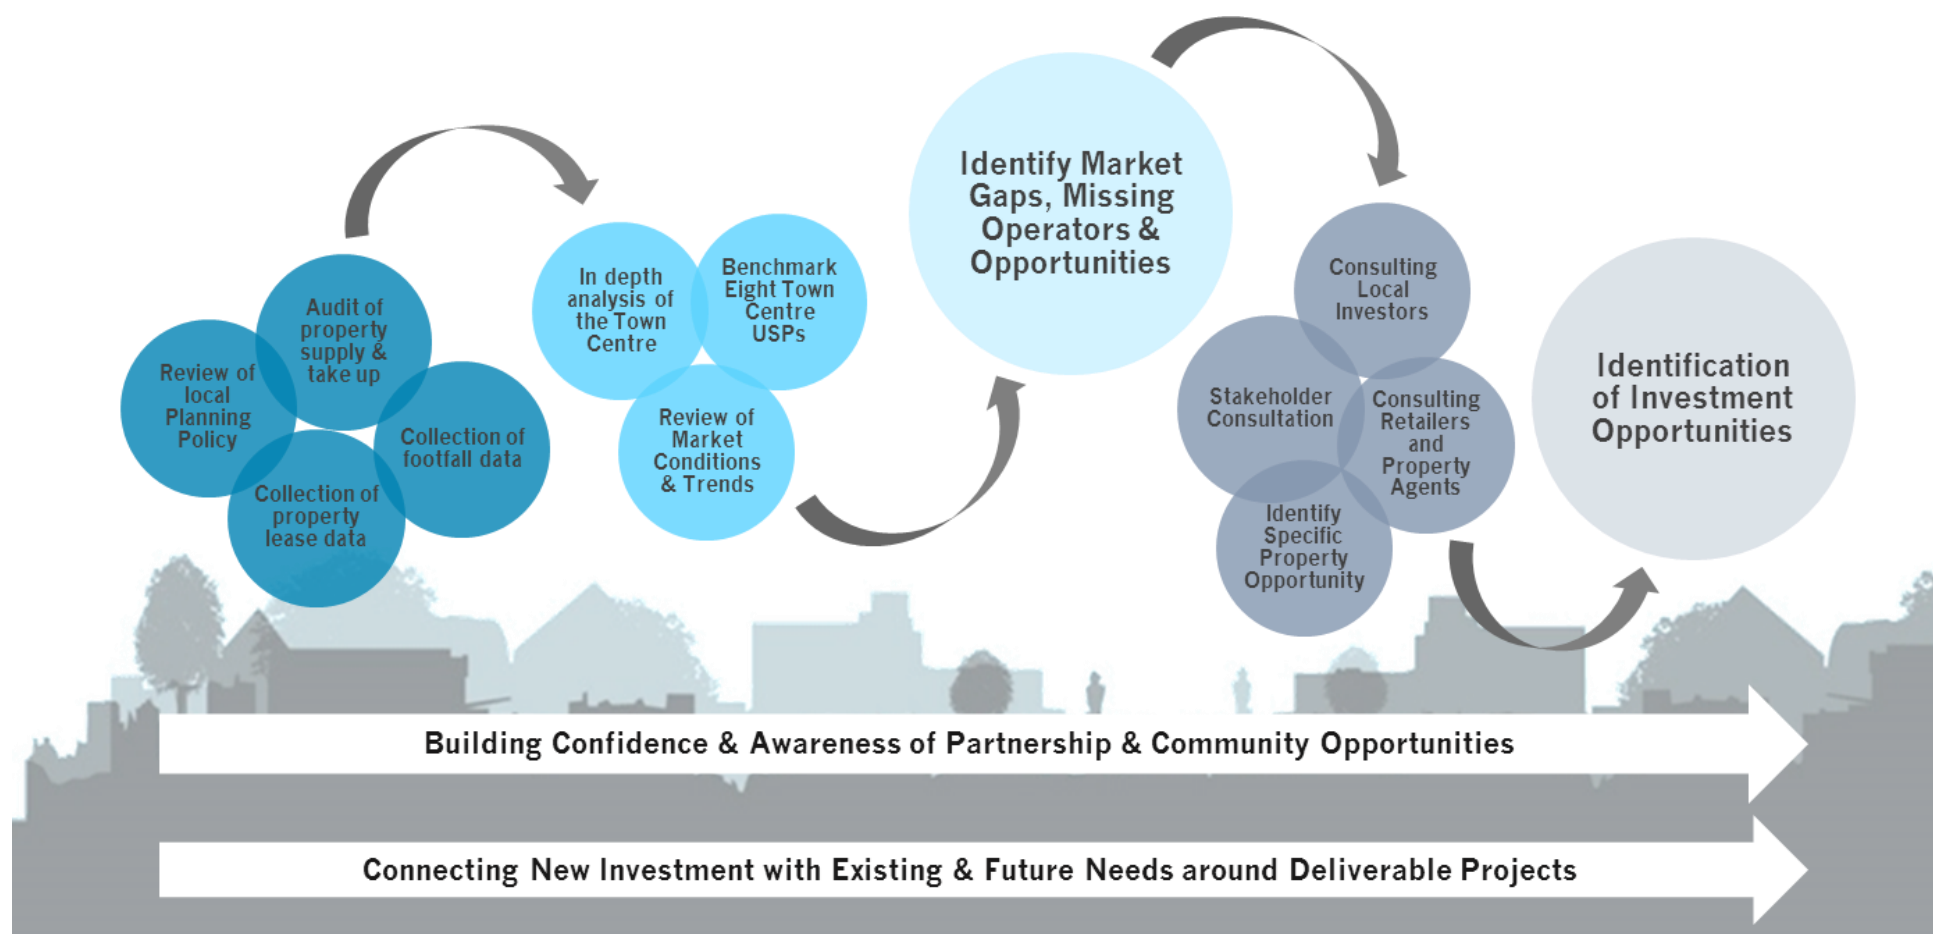 Review of
local
Planning
Policy
Audit of
property
supply &
take up
Collection of
property
lease data
Collection of
footfall data
In depth
analysis of
the Town
Centre
Benchmark
Eight Town
Centre
USPs
Review of
Market
Conditions
& Trends
Identify Market
Gaps, Missing
Operators &
Opportunities
Consulting
Local
Investors
Stakeholder
Consultation
Consulting
Retailers
and
Property
Agents
Identify
Specific
Property
Opportunity
Identification
of Investment
Opportunities
Building Confidence & Awareness of Partnership & Community Opportunities
Connecting New Investment with Existing & Future Needs around Deliverable Projects